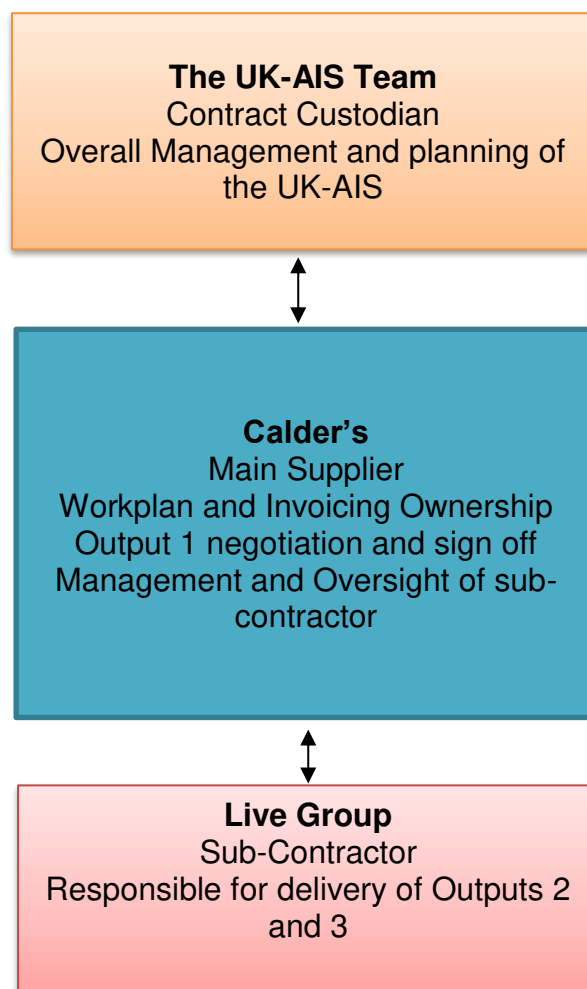 The UK-AIS Team
Contract Custodian
Overall Management and planning of
the UK-AIS
Calder’s
Main Supplier
Workplan and Invoicing Ownership
Output 1 negotiation and sign off
Management and Oversight of sub-
contractor
Live Group
Sub-Contractor
Responsible for delivery of Outputs 2
and 3